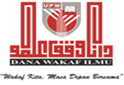 UPM
DANA WAKAF ILMU
"Wakaf Kita, Masa Depan Bersama"